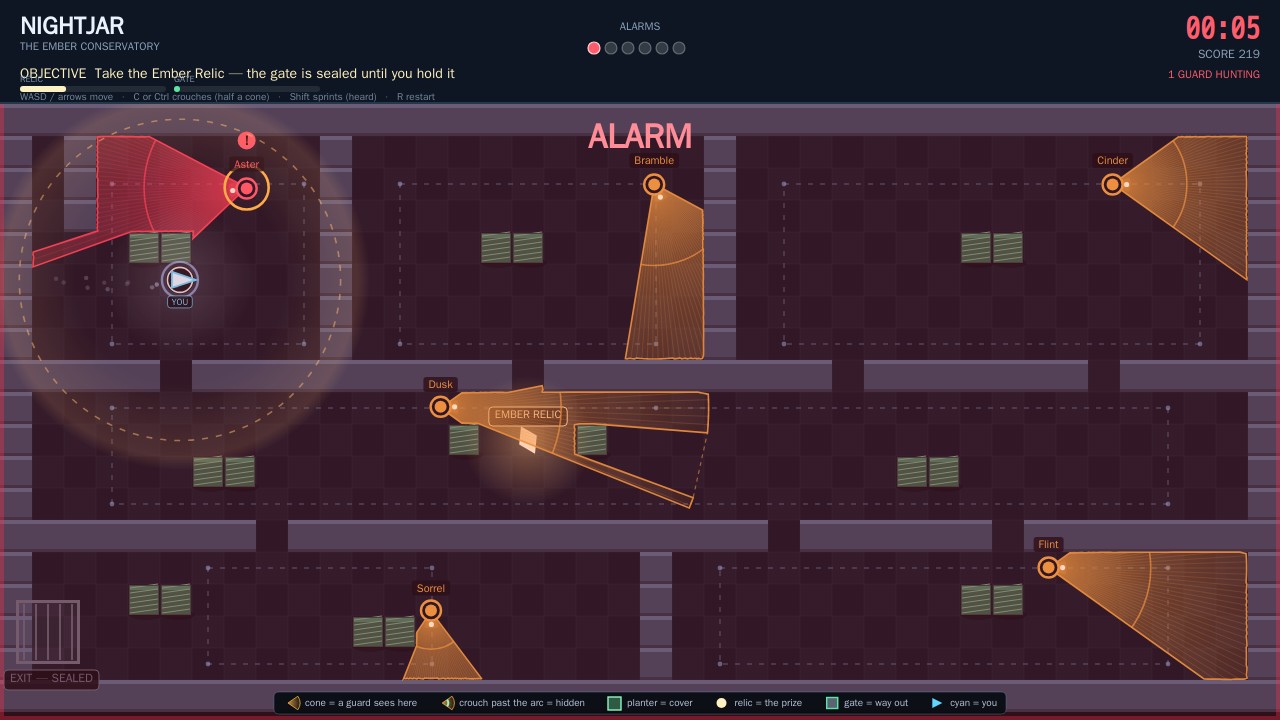 NIGHTJAR
THE EMBER CONSERVATORY
ALARMS
00:05
SCORE 219
1 GUARD HUNTING
OBJECTIVE Take the Ember Relic — the gate is sealed until you hold it
RELIC GATE
WASD / arrows move · C or Ctrl crouches (half a cone) · Shift sprints (heard) · R restart
ALARM
!
Aster
Bramble
Cinder
YOU
Dusk
EMBER RELIC
Flint
Sorrel
EXIT — SEALED
cone = a guard sees here
crouch past the arc = hidden
planter = cover
relic = the prize
gate = way out
cyan = you